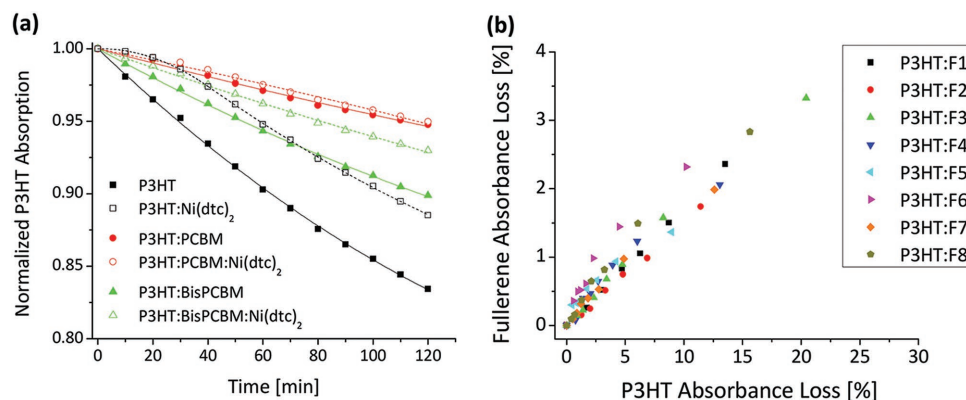 (a)
Normalized P3HT Absorption
1.00
0.95
0.90
0.85
0.80
P3HT
P3HT:Ni(dtc)₂
P3HT:PCBM
P3HT:PCBM:Ni(dtc)₂
P3HT:BisPCBM
P3HT:BisPCBM:Ni(dtc)₂
0 20 40 60 80 100 120
Time [min]
(b)
Fullerene Absorbance Loss [%]
4
3
2
1
0
0 5 10 15 20 25
P3HT Absorbance Loss [%]
P3HT:F1
P3HT:F2
P3HT:F3
P3HT:F4
P3HT:F5
P3HT:F6
P3HT:F7
P3HT:F8